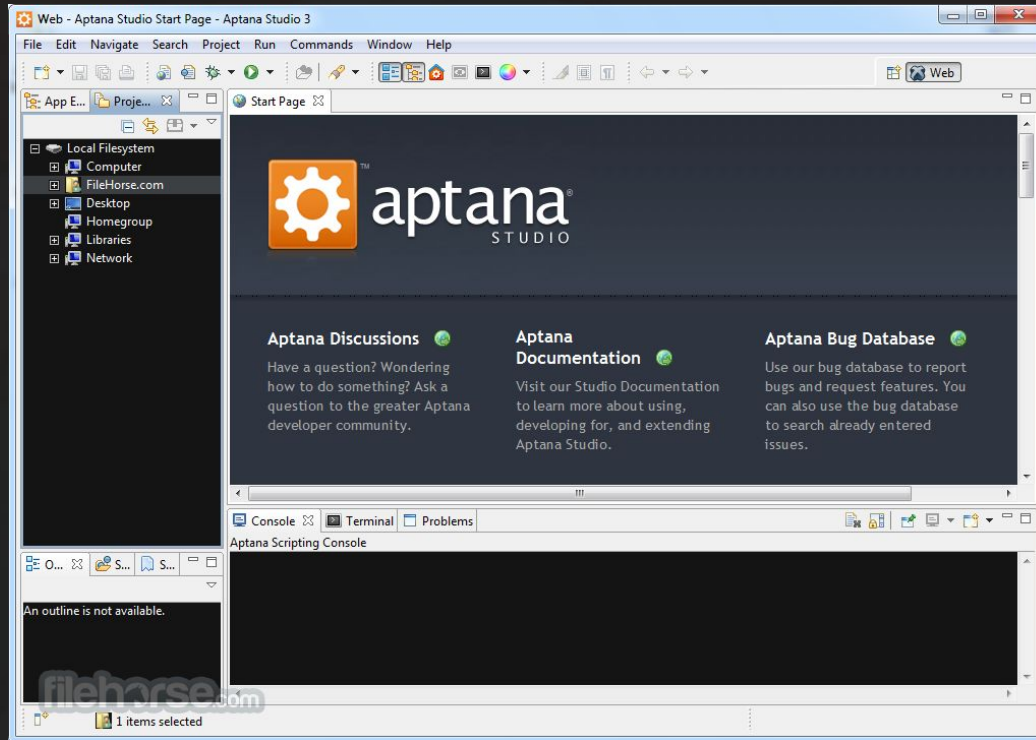 Web - Aptana Studio Start Page - Aptana Studio 3
File Edit Navigate Search Project Run Commands Window Help
Web
App E... Proje...
Start Page
Local Filesystem
Computer
FileHorse.com
Desktop
Homegroup
Libraries
Network
aptana
STUDIO
Aptana Discussions
Have a question? Wondering
how to do something? Ask a
question to the greater Aptana
developer community.
Aptana
Documentation
Visit our Studio Documentation
to learn more about using,
developing for, and extending
Aptana Studio.
Aptana Bug Database
Use our bug database to report
bugs and request features. You
can also use the bug database
to search already entered
issues.
Console Terminal Problems
Aptana Scripting Console
O... S... S...
An outline is not available.
filehorse.com
1 items selected